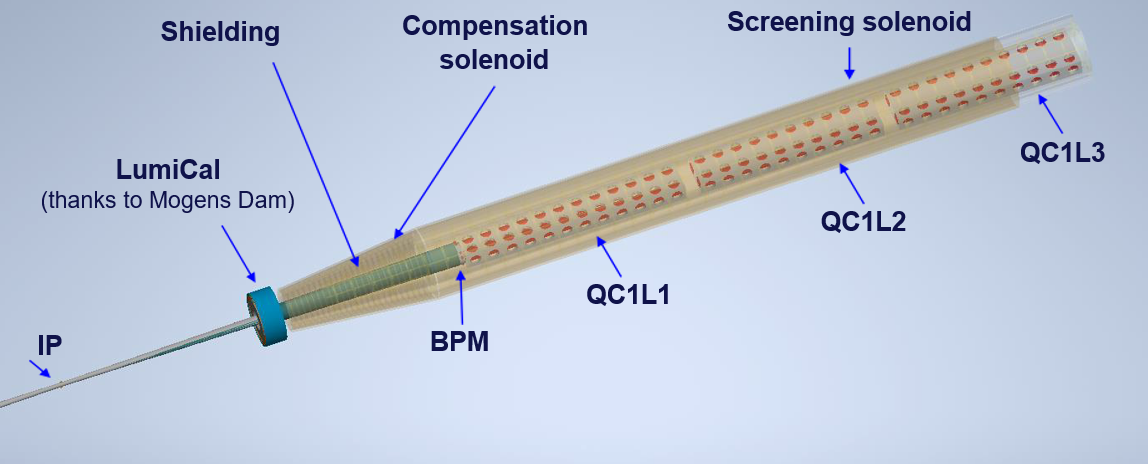 Shielding
Compensation
solenoid
Screening solenoid
LumiCal
(thanks to Mogens Dam)
QC1L3
QC1L2
QC1L1
BPM
IP